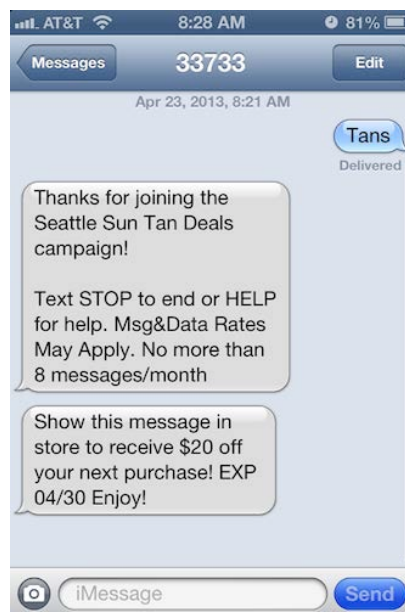 AT&T 8:28 AM 81%
Messages 33733 Edit
Apr 23, 2013, 8:21 AM
Tans
Delivered
Thanks for joining the
Seattle Sun Tan Deals
campaign!
Text STOP to end or HELP
for help. Msg&Data Rates
May Apply. No more than
8 messages/month
Show this message in
store to receive $20 off
your next purchase! EXP
04/30 Enjoy!
iMessage Send